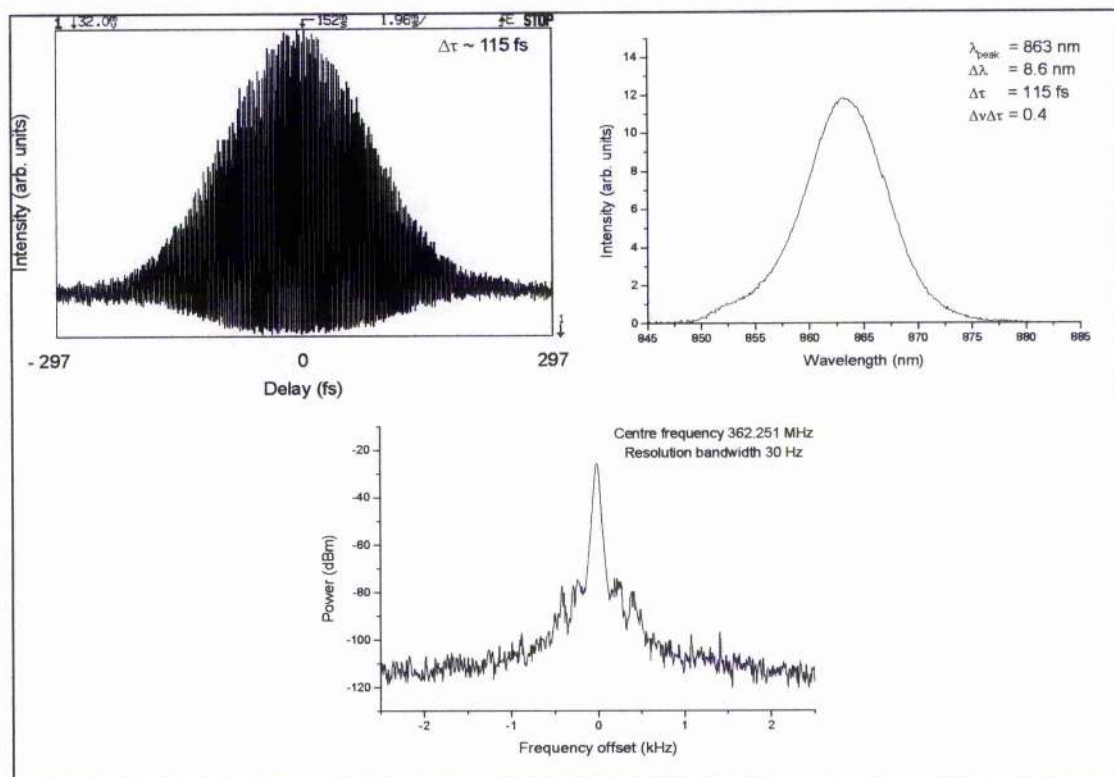 1 ↓32.0%
→152%
1.96%/
STOP
Δτ ~ 115 fs
Intensity (arb. units)
- 297
0
297
Delay (fs)
λpeak = 863 nm
Δλ = 8.6 nm
Δτ = 115 fs
ΔνΔτ = 0.4
Intensity (arb. units)
14
12
10
8
6
4
2
0
845 850 855 860 865 870 875 980 885
Wavelength (nm)
Centre frequency 362.251 MHz
Resolution bandwidth 30 Hz
Power (dBm)
-20
-40
-60
-80
-100
-120
-2 -1 0 1 2
Frequency offset (kHz)